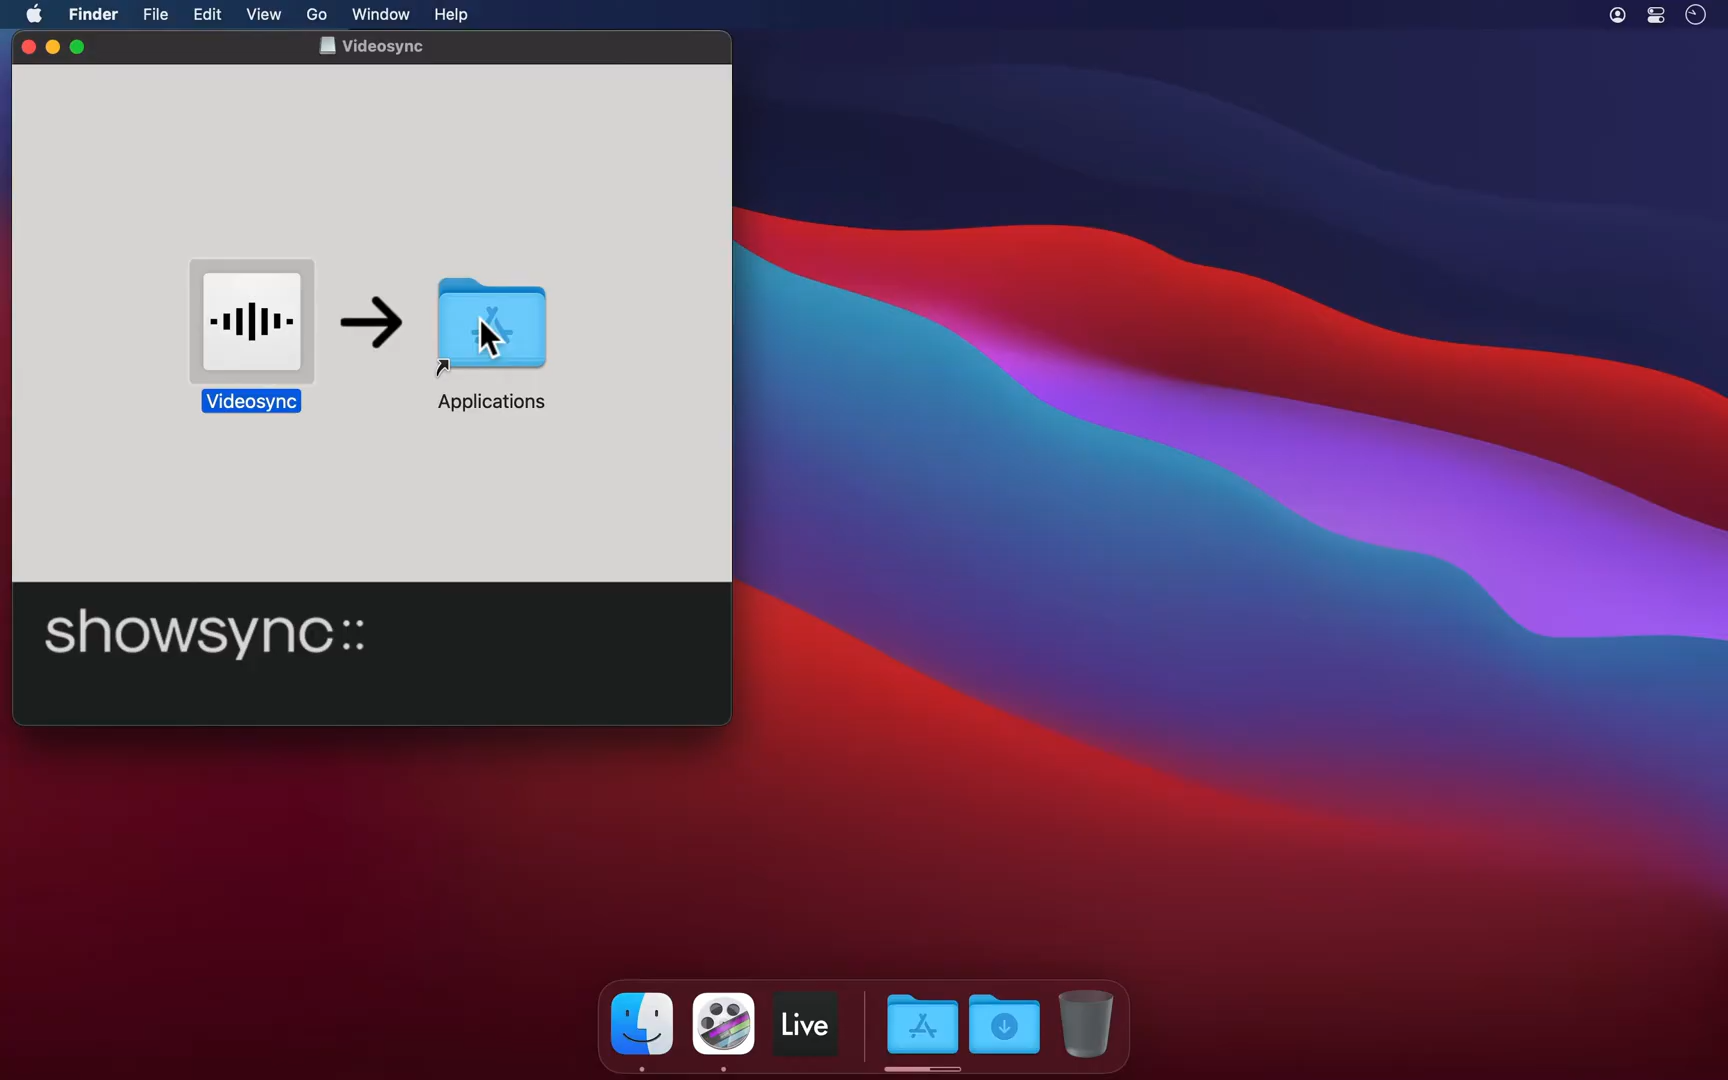 Finder File Edit View Go Window Help
Videosync
Videosync
Applications
showsync::
Live